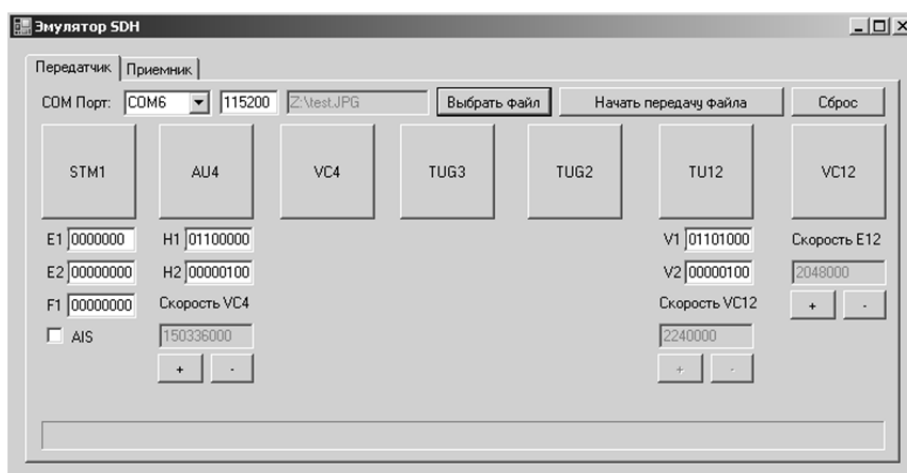 Эмулятор SDH
Передатчик Приемник
COM Порт: COM6 115200 Z:\test.JPG Выбрать файл Начать передачу файла Сброс
STM1 AU4 VC4 TUG3 TUG2 TU12 VC12
E1 0000000 H1 01100000 V1 01101000 Скорость E12
E2 00000000 H2 00000100 V2 00000100 2048000
F1 00000000 Скорость VC4 Скорость VC12 + -
AIS 150336000 2240000
+ - + -